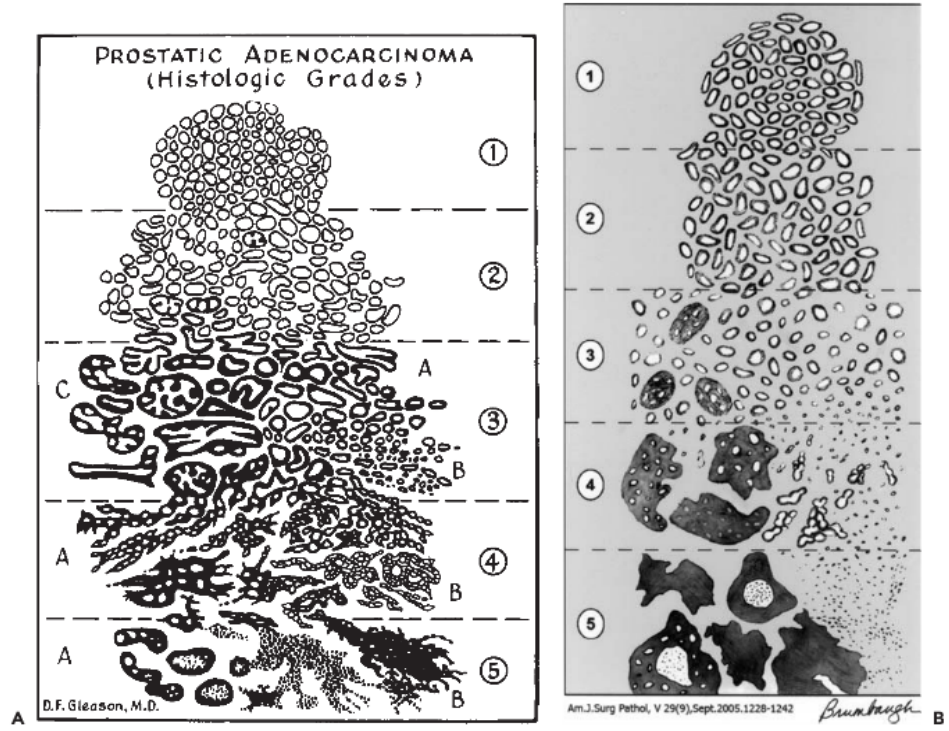 A
PROSTATIC ADENOCARCINOMA
(Histologic Grades)
1
2
A
C
3
B
A
4
B
A
5
B
D.F. Gleason, M.D.
1
2
3
4
5
Am.J.Surg Pathol, V 29(9),Sept.2005.1228-1242
Brumbaugh
B